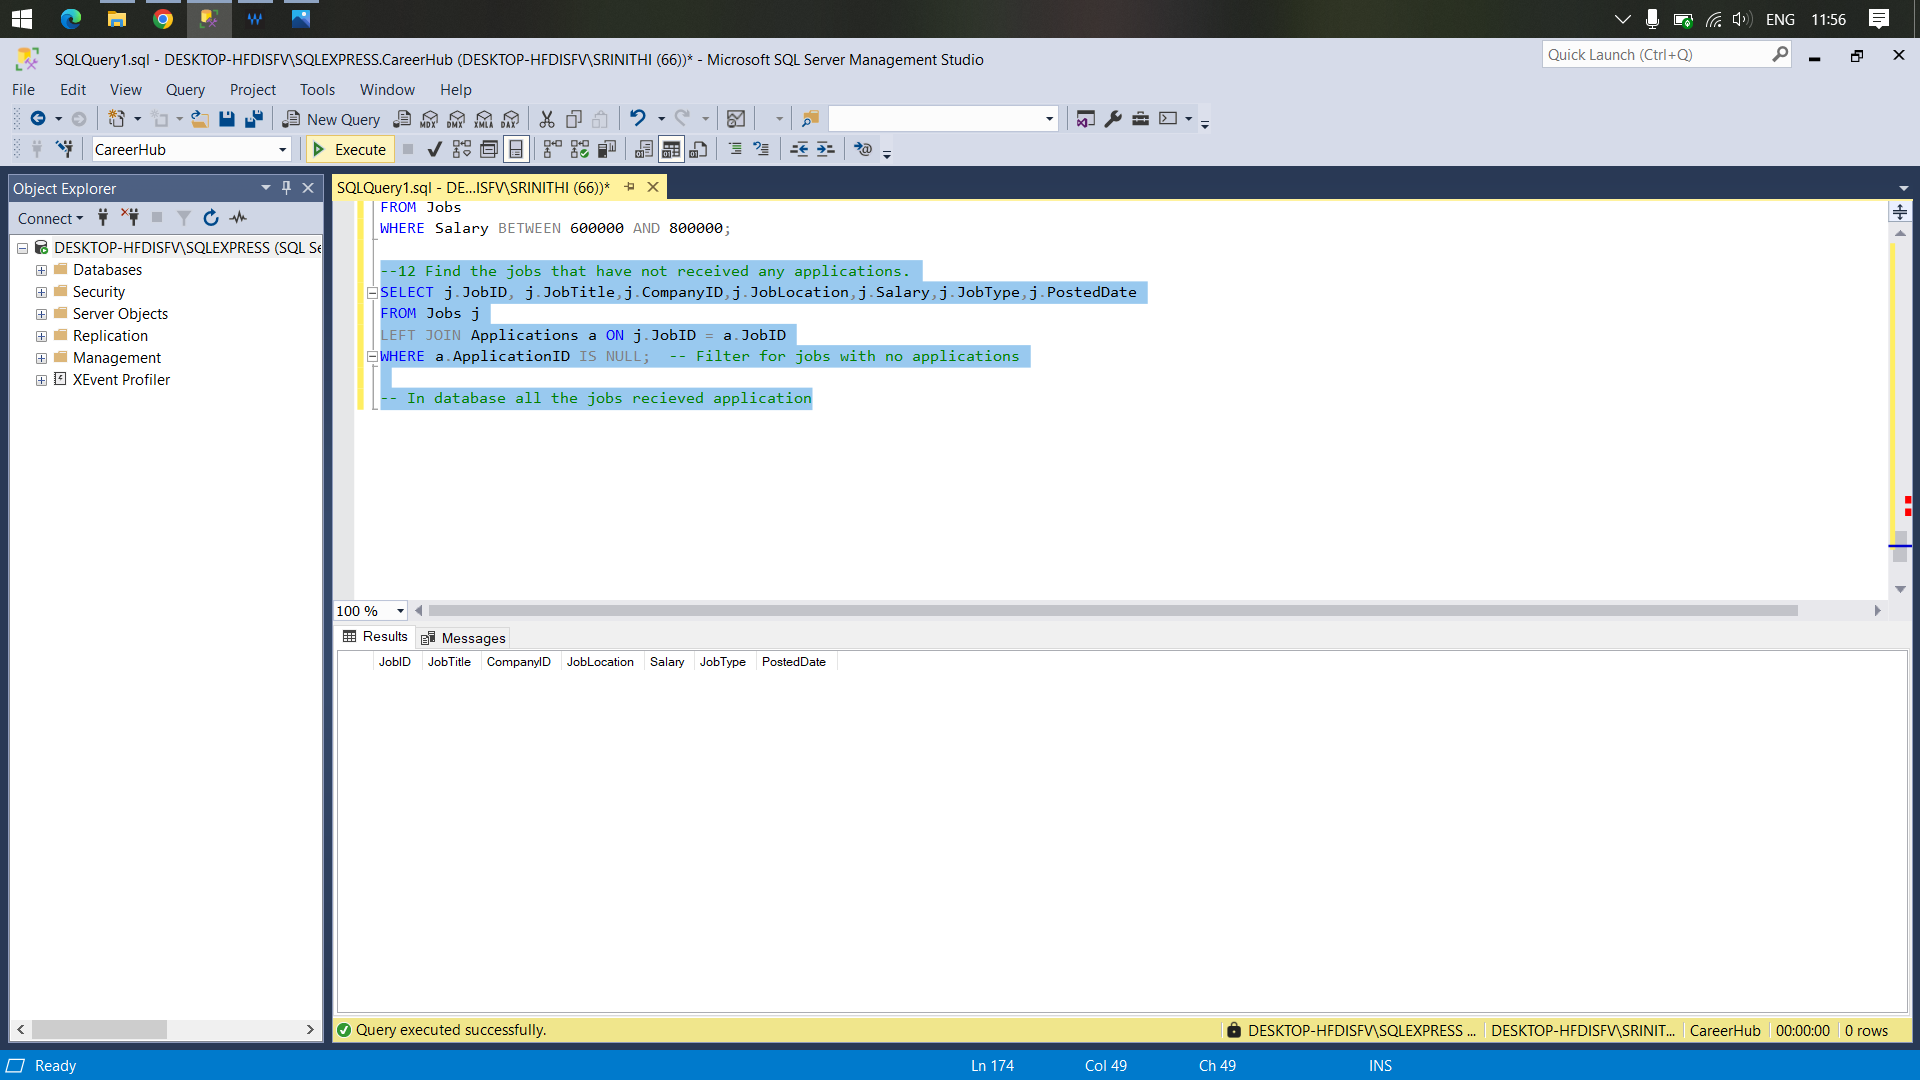 ENG 11:56
SQLQuery1.sql - DESKTOP-HFDISFV\SQLEXPRESS.CareerHub (DESKTOP-HFDISFV\SRINITHI (66))* - Microsoft SQL Server Management Studio
Quick Launch (Ctrl+Q)
File Edit View Query Project Tools Window Help
New Query MDX DMX XMLA DAX
CareerHub Execute
Object Explorer
SQLQuery1.sql - DE...ISFV\SRINITHI (66))*
Connect
DESKTOP-HFDISFV\SQLEXPRESS (SQL Se
Databases
Security
Server Objects
Replication
Management
XEvent Profiler
FROM Jobs
WHERE Salary BETWEEN 600000 AND 800000;
--12 Find the jobs that have not received any applications.
SELECT j.JobID, j.JobTitle,j.CompanyID,j.JobLocation,j.Salary,j.JobType,j.PostedDate
FROM Jobs j
LEFT JOIN Applications a ON j.JobID = a.JobID
WHERE a.ApplicationID IS NULL;  -- Filter for jobs with no applications
-- In database all the jobs recieved application
100 %
Results Messages
JobID JobTitle CompanyID JobLocation Salary JobType PostedDate
Query executed successfully. DESKTOP-HFDISFV\SQLEXPRESS ... DESKTOP-HFDISFV\SRINIT... CareerHub 00:00:00 0 rows
Ready Ln 174 Col 49 Ch 49 INS